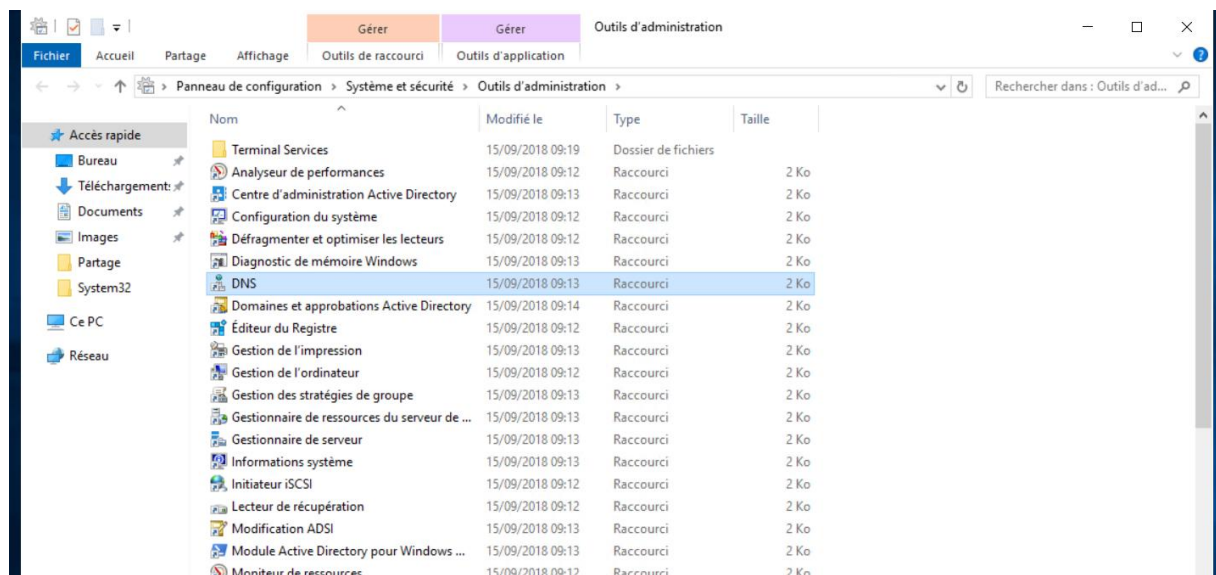 Gérer Gérer Outils d'administration
Fichier Accueil Partage Affichage Outils de raccourci Outils d'application
Panneau de configuration > Système et sécurité > Outils d'administration > Rechercher dans : Outils d'ad...
Nom Modifié le Type Taille
Accès rapide
Bureau
Téléchargements
Documents
Images
Partage
System32
Ce PC
Réseau
Terminal Services 15/09/2018 09:19 Dossier de fichiers
Analyseur de performances 15/09/2018 09:12 Raccourci 2 Ko
Centre d'administration Active Directory 15/09/2018 09:13 Raccourci 2 Ko
Configuration du système 15/09/2018 09:12 Raccourci 2 Ko
Défragmenter et optimiser les lecteurs 15/09/2018 09:12 Raccourci 2 Ko
Diagnostic de mémoire Windows 15/09/2018 09:13 Raccourci 2 Ko
DNS 15/09/2018 09:13 Raccourci 2 Ko
Domaines et approbations Active Directory 15/09/2018 09:14 Raccourci 2 Ko
Éditeur du Registre 15/09/2018 09:12 Raccourci 2 Ko
Gestion de l'impression 15/09/2018 09:13 Raccourci 2 Ko
Gestion de l'ordinateur 15/09/2018 09:12 Raccourci 2 Ko
Gestion des stratégies de groupe 15/09/2018 09:13 Raccourci 2 Ko
Gestionnaire de ressources du serveur de ... 15/09/2018 09:13 Raccourci 2 Ko
Gestionnaire de serveur 15/09/2018 09:13 Raccourci 2 Ko
Informations système 15/09/2018 09:13 Raccourci 2 Ko
Initiateur iSCSI 15/09/2018 09:12 Raccourci 2 Ko
Lecteur de récupération 15/09/2018 09:12 Raccourci 2 Ko
Modification ADSI 15/09/2018 09:13 Raccourci 2 Ko
Module Active Directory pour Windows ... 15/09/2018 09:13 Raccourci 2 Ko
Moniteur de ressources 15/09/2018 09:12 Raccourci 2 Ko